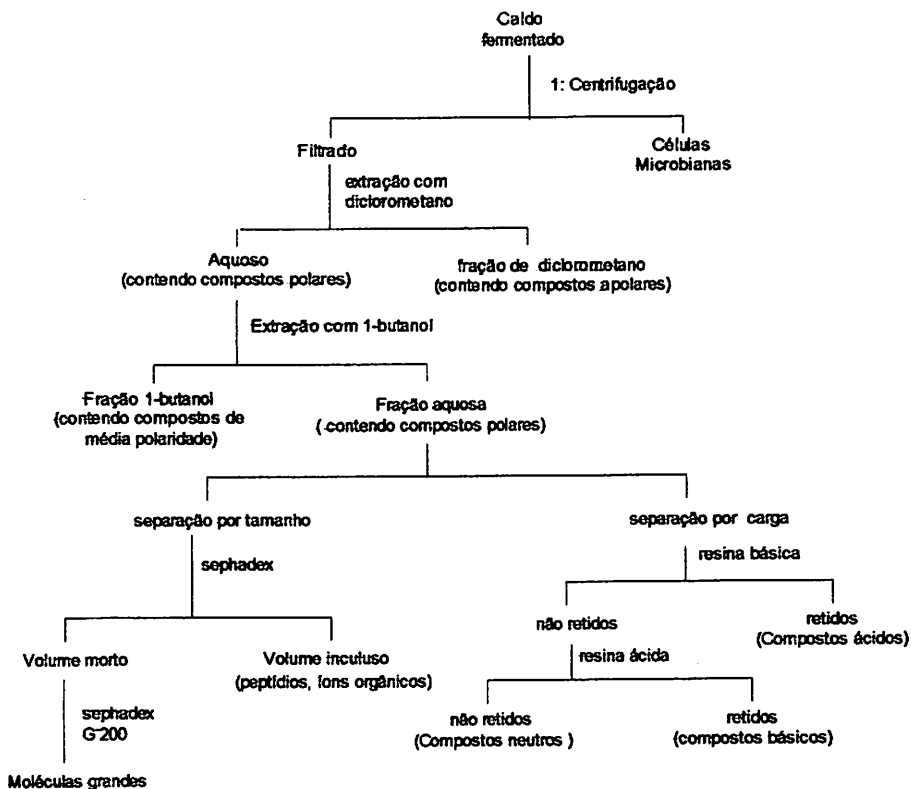 Caldo
fermentado
1: Centrifugação
Filtrado
Células
Microbianas
extração com
diclorometano
Aquoso
(contendo compostos polares)
fração de diclorometano
(contendo compostos apolares)
Extração com 1-butanol
Fração 1-butanol
(contendo compostos de
média polaridade)
Fração aquosa
(contendo compostos polares)
separação por tamanho
separação por carga
sephadex
resina básica
não retidos
retidos
(Compostos ácidos)
Volume morto
Volume inculuso
(peptídios, íons orgânicos)
resina ácida
sephadex
G-200
não retidos
(Compostos neutros )
retidos
(compostos básicos)
Moléculas grandes